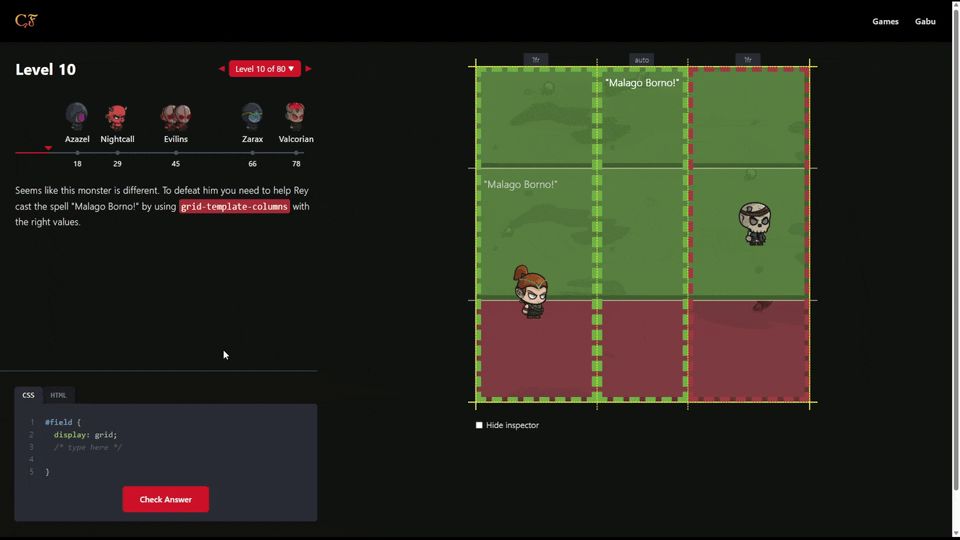 CF
Games
Gabu
Level 10
Level 10 of 80 ▼
Azazel
Nightcall
Evilins
Zarax
Valcorian
18
29
45
66
78
Seems like this monster is different. To defeat him you need to help Rey
cast the spell "Malago Borno!" by using grid-template-columns with
the right values.
CSS
HTML
1 #field {
2 display: grid;
3 /* type here */
4
5 }
Check Answer
1fr
auto
1fr
"Malago Borno!"
"Malago Borno!"
Hide inspector